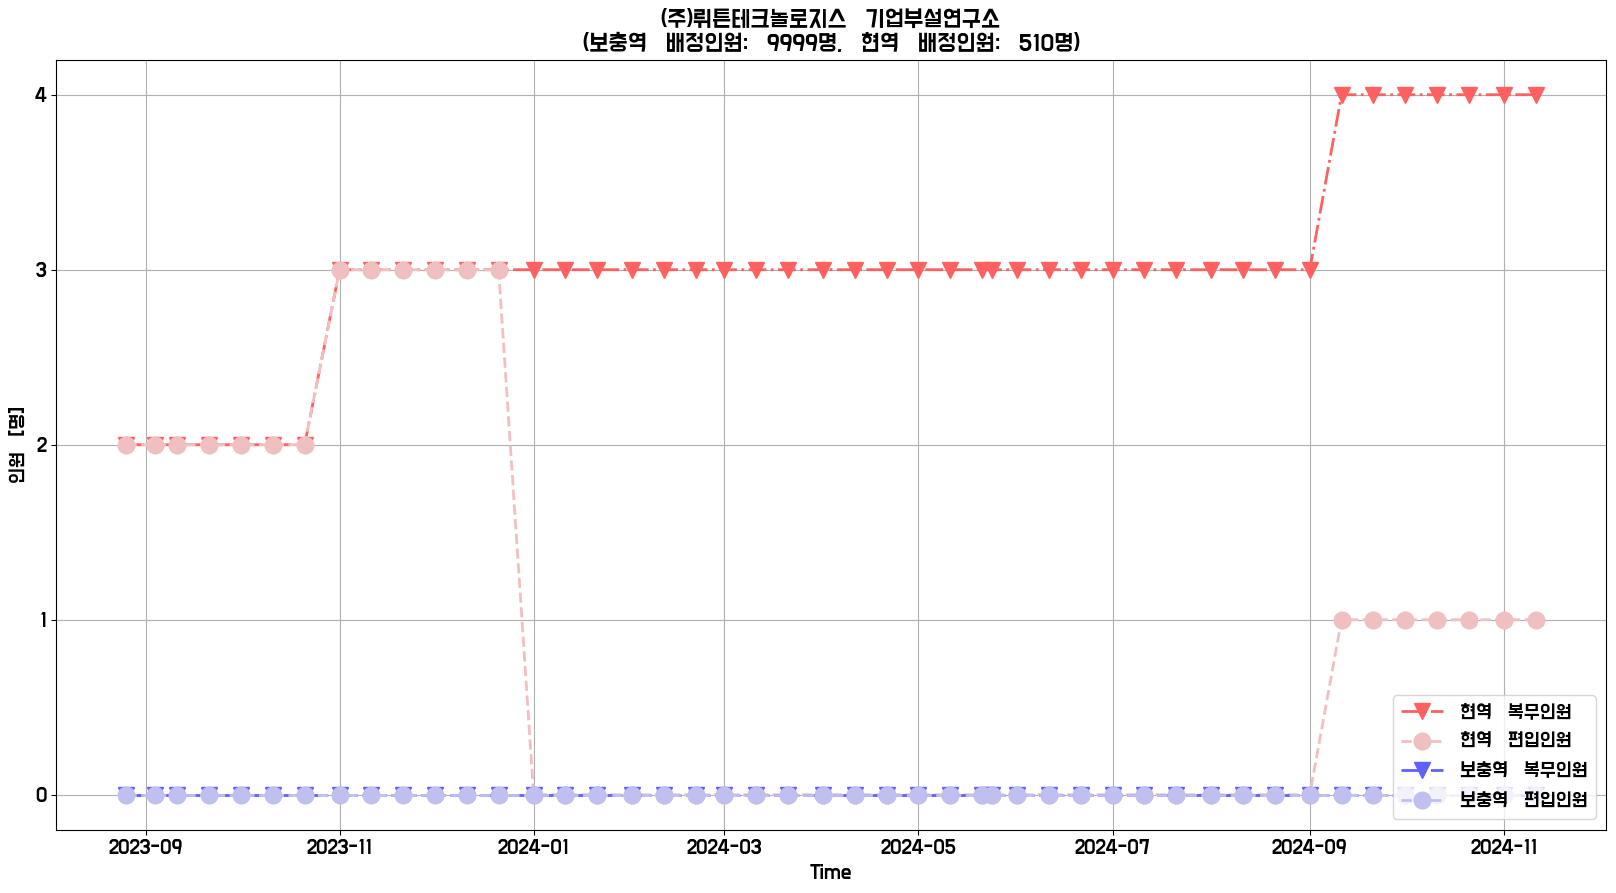 (주)뤼튼테크놀로지스 기업부설연구소
(보충역 배정인원: 9999명, 현역 배정인원: 510명)
4
3
2
1
0
인원 [명]
현역 복무인원
현역 편입인원
보충역 복무인원
보충역 편입인원
2023-09 2023-11 2024-01 2024-03 2024-05 2024-07 2024-09 2024-11
Time